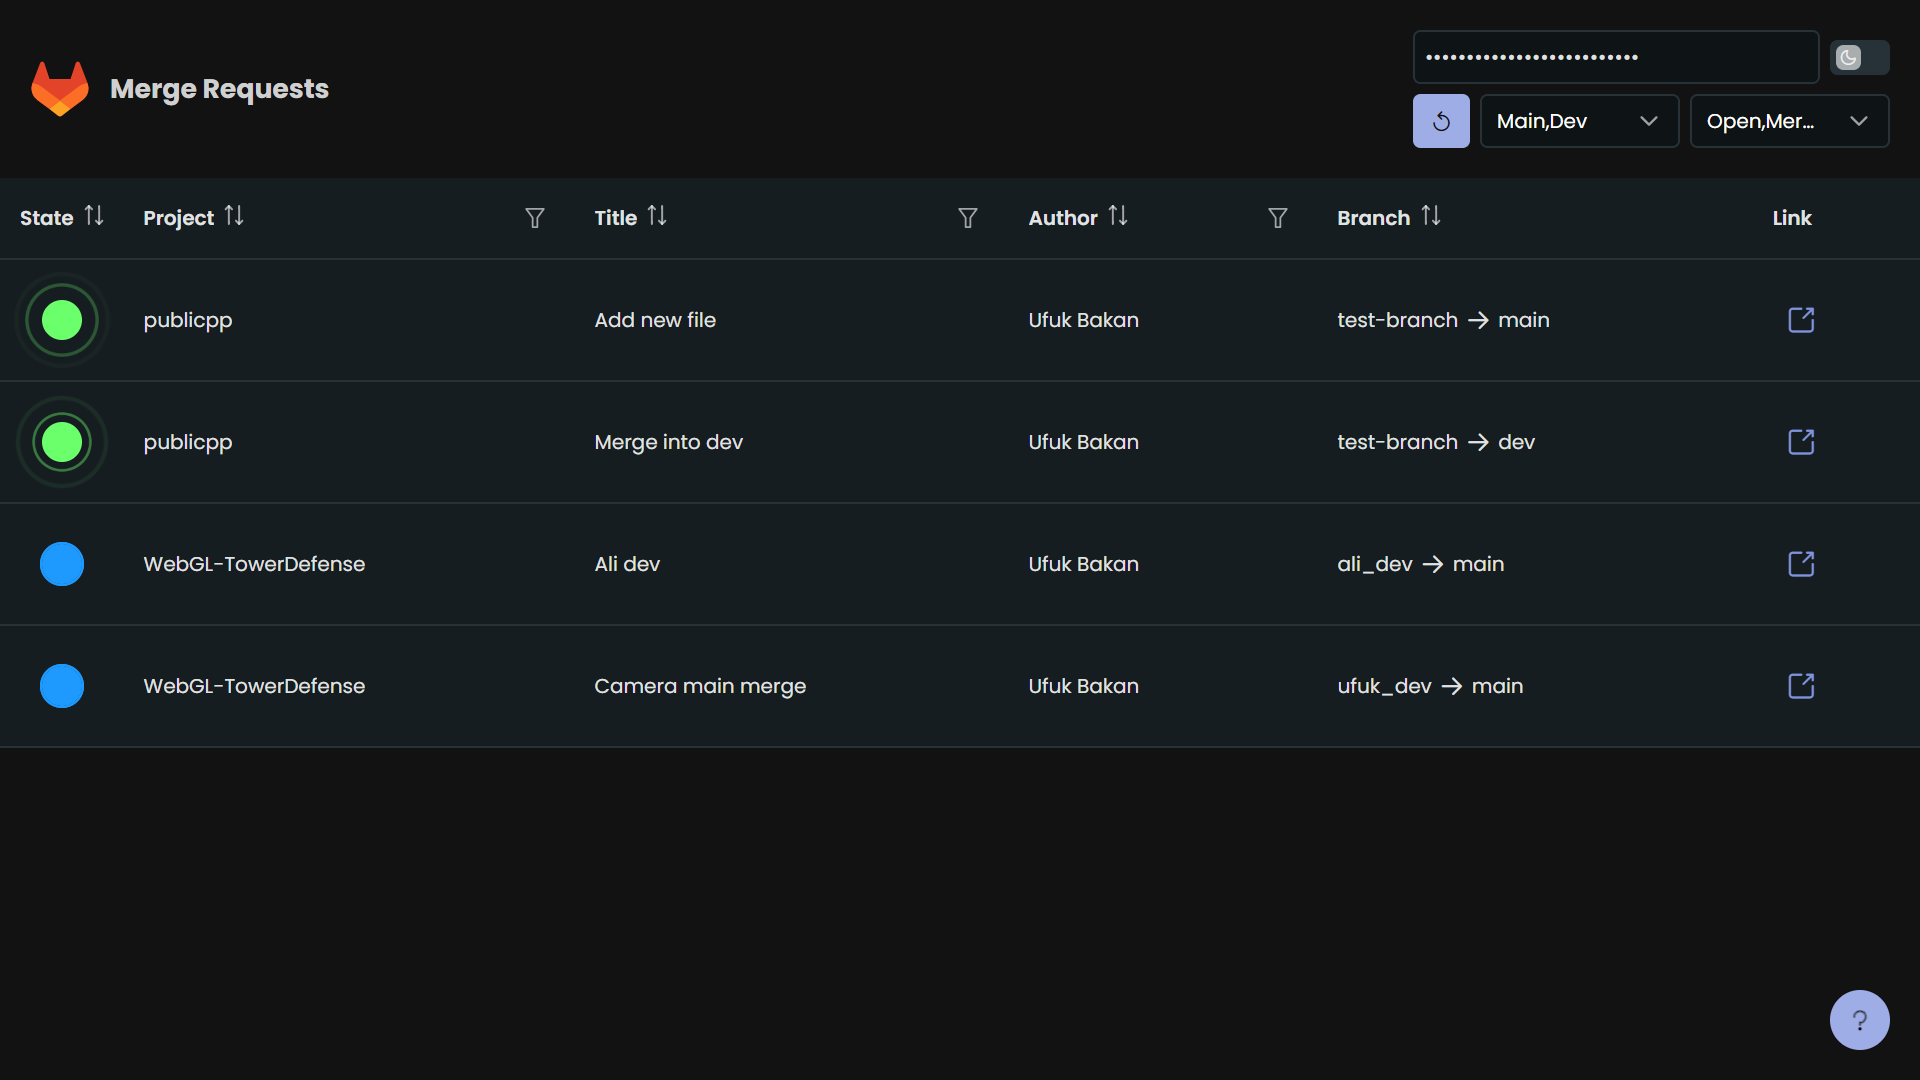 Merge Requests
••••••••••••••••••••••••••
Main,Dev
Open,Mer...
State Project Title Author Branch Link
publicpp Add new file Ufuk Bakan test-branch → main
publicpp Merge into dev Ufuk Bakan test-branch → dev
WebGL-TowerDefense Ali dev Ufuk Bakan ali_dev → main
WebGL-TowerDefense Camera main merge Ufuk Bakan ufuk_dev → main
?